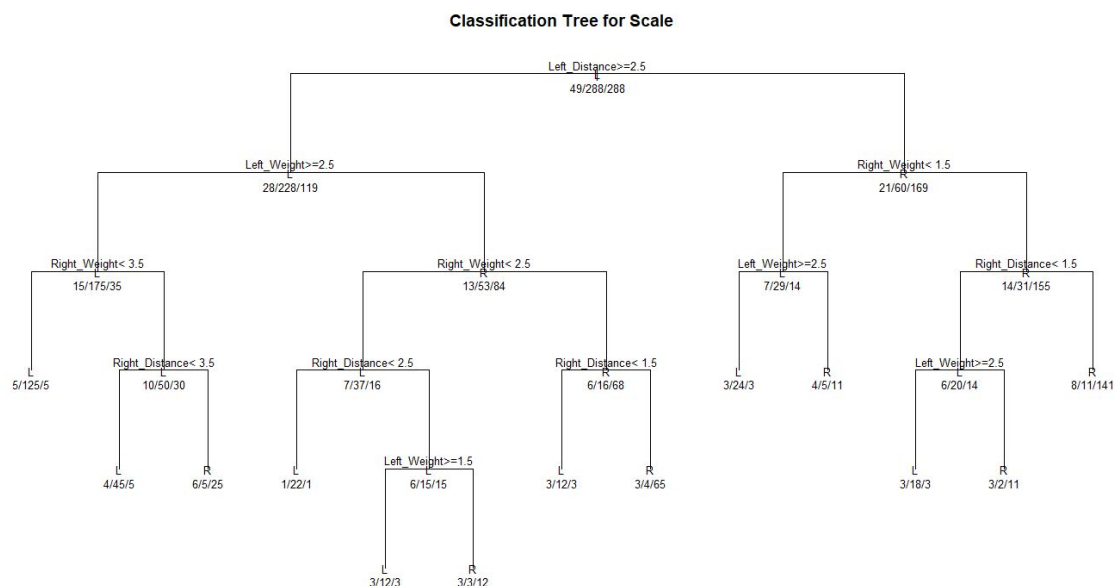 Classification Tree for Scale
Left_Distance>=2.5
L
49/288/288
Left_Weight>=2.5
L
28/228/119
Right_Weight< 1.5
R
21/60/169
Right_Weight< 3.5
L
15/175/35
Right_Weight< 2.5
R
13/53/84
Left_Weight>=2.5
L
7/29/14
Right_Distance< 1.5
R
14/31/155
L
5/125/5
Right_Distance< 3.5
L
10/50/30
Right_Distance< 2.5
L
7/37/16
Right_Distance< 1.5
R
6/16/68
L
3/24/3
R
4/5/11
Left_Weight>=2.5
L
6/20/14
R
8/11/141
L
4/45/5
R
6/5/25
L
1/22/1
Left_Weight>=1.5
L
6/15/15
L
3/12/3
R
3/4/65
L
3/18/3
R
3/2/11
L
3/12/3
R
3/3/12